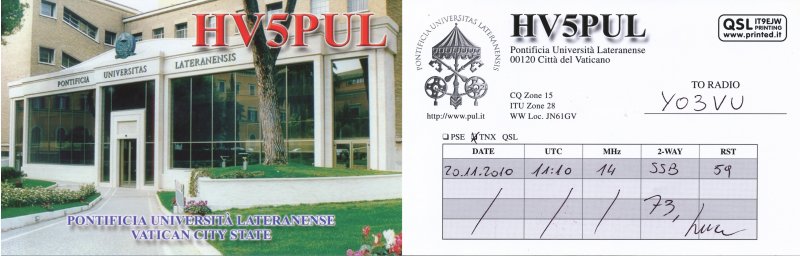 HV5PUL
PONTIFICIA UNIVERSITAS LATERANENSIS
PONTIFICIA UNIVERSITÀ LATERANENSE
VATICAN CITY STATE
PONTIFICIA UNIVERSITAS LATERANENSIS
http://www.pul.it
HV5PUL
Pontificia Università Lateranense
00120 Città del Vaticano
QSL IT9EJW PRINTING
www.printed.it
CQ Zone 15
ITU Zone 28
WW Loc. JN61GV
TO RADIO
YO3VU
PSE TNX QSL
DATE UTC MHz 2-WAY RST
20.11.2010 11:10 14 SSB 59
/ / / 73, Luca